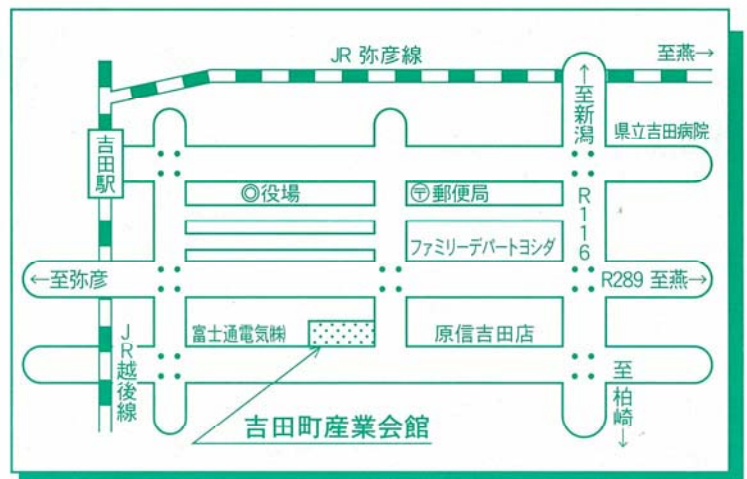 JR 弥彦線
至燕→
←至新潟
県立吉田病院
吉田駅
◎役場
〒郵便局
R116
ファミリーデパートヨシダ
←至弥彦
R289 至燕→
JR越後線
富士通電気㈱
原信吉田店
至柏崎→
吉田町産業会館